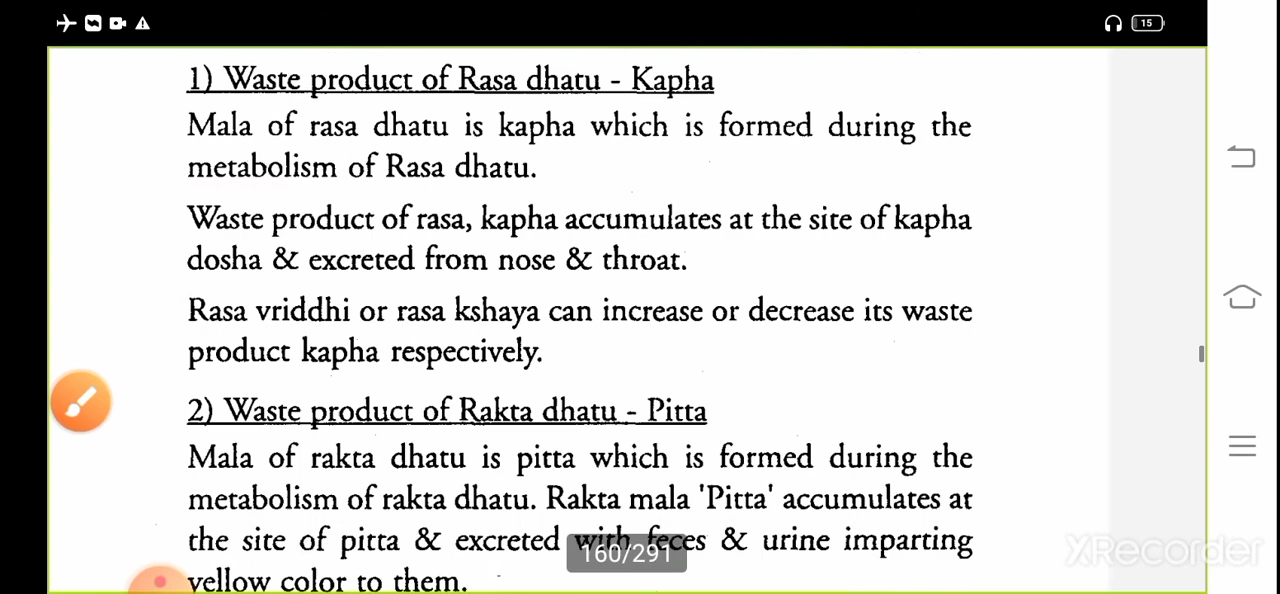 15
1) Waste product of Rasa dhatu - Kapha
Mala of rasa dhatu is kapha which is formed during the
metabolism of Rasa dhatu.
Waste product of rasa, kapha accumulates at the site of kapha
dosha & excreted from nose & throat.
Rasa vriddhi or rasa kshaya can increase or decrease its waste
product kapha respectively.
2) Waste product of Rakta dhatu - Pitta
Mala of rakta dhatu is pitta which is formed during the
metabolism of rakta dhatu. Rakta mala 'Pitta' accumulates at
the site of pitta & excreted with feces & urine imparting
160/291
yellow color to them.
XRecorder